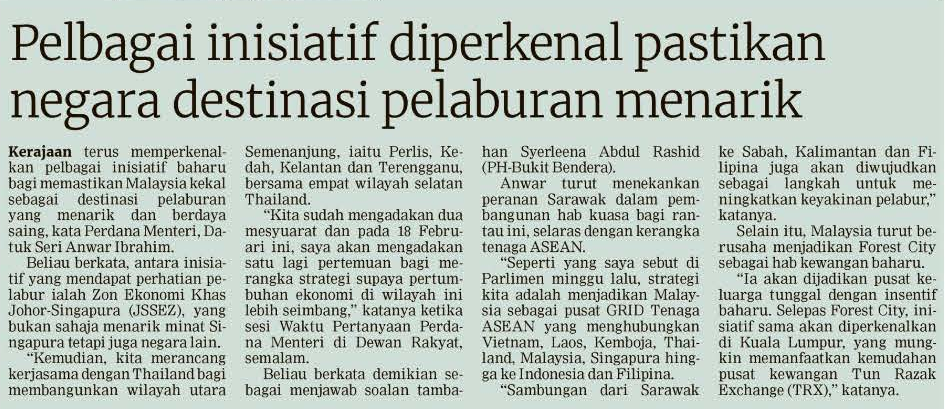 Pelbagai inisiatif diperkenal pastikan
negara destinasi pelaburan menarik
Kerajaan terus memperkenal-
kan pelbagai inisiatif baharu
bagi memastikan Malaysia kekal
sebagai destinasi pelaburan
yang menarik dan berdaya
saing, kata Perdana Menteri, Da-
tuk Seri Anwar Ibrahim.
Beliau berkata, antara inisia-
tif yang mendapat perhatian pe-
labur ialah Zon Ekonomi Khas
Johor-Singapura (JSSEZ), yang
bukan sahaja menarik minat Si-
ngapura tetapi juga negara lain.
"Kemudian, kita merancang
kerjasama dengan Thailand bagi
membangunkan wilayah utara
Semenanjung, iaitu Perlis, Ke-
dah, Kelantan dan Terengganu,
bersama empat wilayah selatan
Thailand.
"Kita sudah mengadakan dua
mesyuarat dan pada 18 Febru-
ari ini, saya akan mengadakan
satu lagi pertemuan bagi me-
rangka strategi supaya pertum-
buhan ekonomi di wilayah ini
lebih seimbang," katanya ketika
sesi Waktu Pertanyaan Perda-
na Menteri di Dewan Rakyat,
semalam.
Beliau berkata demikian se-
bagai menjawab soalan tamba-
han Syerleena Abdul Rashid
(PH-Bukit Bendera).
Anwar turut menekankan
peranan Sarawak dalam pem-
bangunan hab kuasa bagi ran-
tau ini, selaras dengan kerangka
tenaga ASEAN.
"Seperti yang saya sebut di
Parlimen minggu lalu, strategi
kita adalah menjadikan Malay-
sia sebagai pusat GRID Tenaga
ASEAN yang menghubungkan
Vietnam, Laos, Kemboja, Thai-
land, Malaysia, Singapura hing-
ga ke Indonesia dan Filipina.
"Sambungan dari Sarawak
ke Sabah, Kalimantan dan Fi-
lipina juga akan diwujudkan
sebagai langkah untuk me-
ningkatkan keyakinan pelabur,"
katanya.
Selain itu, Malaysia turut be-
rusaha menjadikan Forest City
sebagai hab kewangan baharu.
"Ia akan dijadikan pusat ke-
luarga tunggal dengan insentif
baharu. Selepas Forest City, ini-
siatif sama akan diperkenalkan
di Kuala Lumpur, yang mung-
kin memanfaatkan kemudahan
pusat kewangan Tun Razak
Exchange (TRX)," katanya.